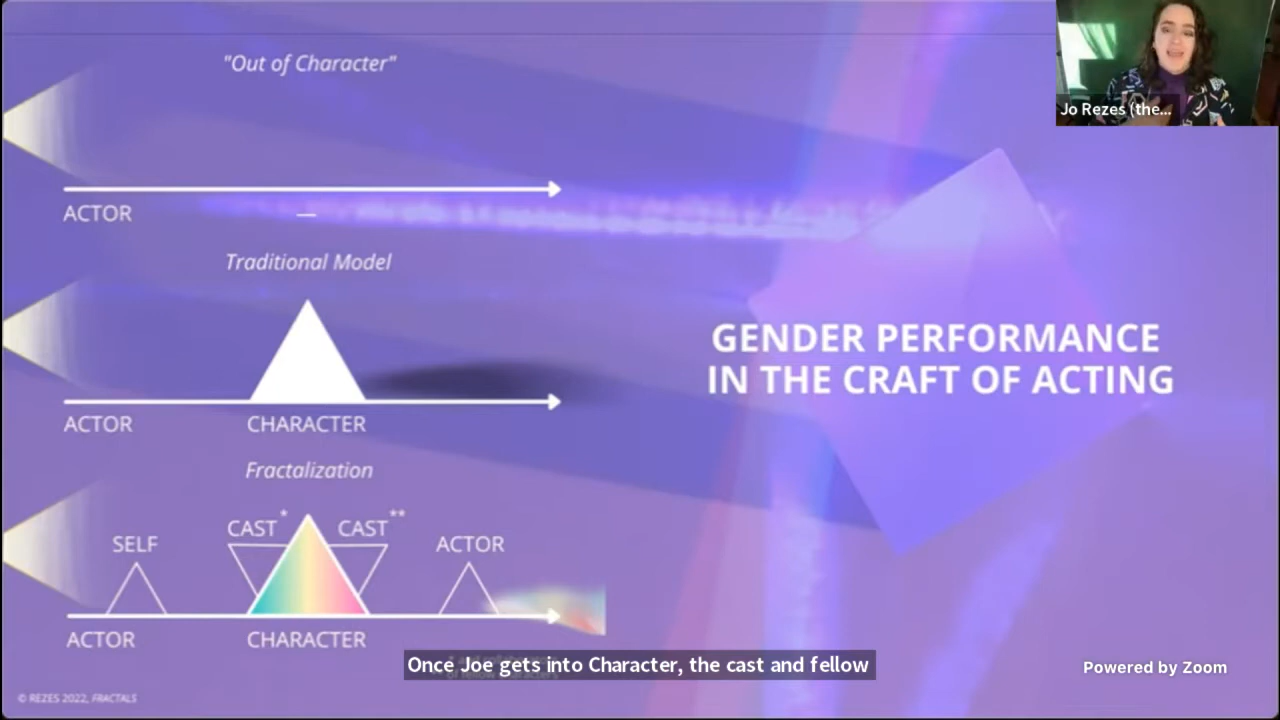 "Out of Character"
ACTOR
—
Traditional Model
ACTOR
CHARACTER
Fractalization
SELF
CAST*
CAST**
ACTOR
ACTOR
CHARACTER
© REZES 2022, FRACTALS
GENDER PERFORMANCE
IN THE CRAFT OF ACTING
Jo Rezes (the...
Once Joe gets into Character, the cast and fellow
Powered by Zoom